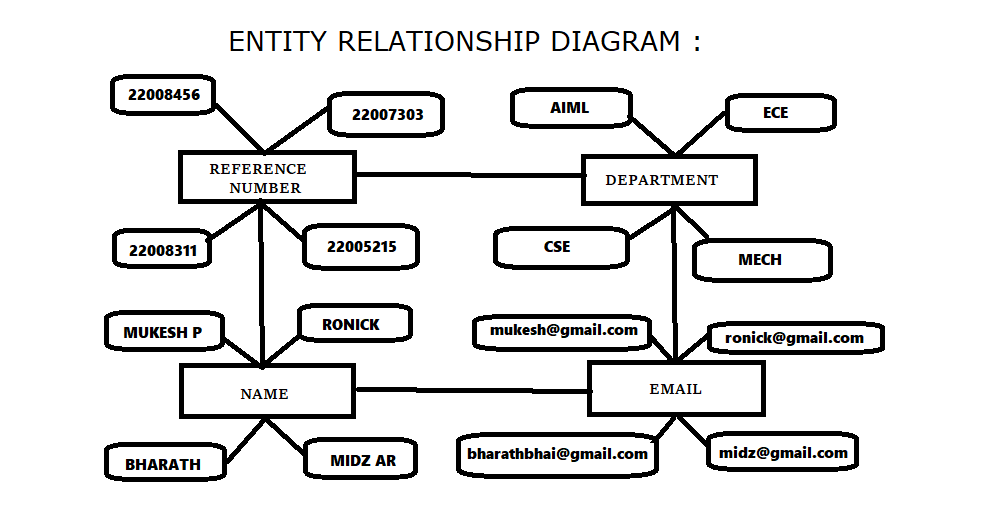 ENTITY RELATIONSHIP DIAGRAM :
22008456
22007303
AIML
ECE
REFERENCE
NUMBER
DEPARTMENT
22008311
22005215
CSE
MECH
MUKESH P
RONICK
mukesh@gmail.com
ronick@gmail.com
NAME
EMAIL
BHARATH
MIDZ AR
bharathbhai@gmail.com
midz@gmail.com